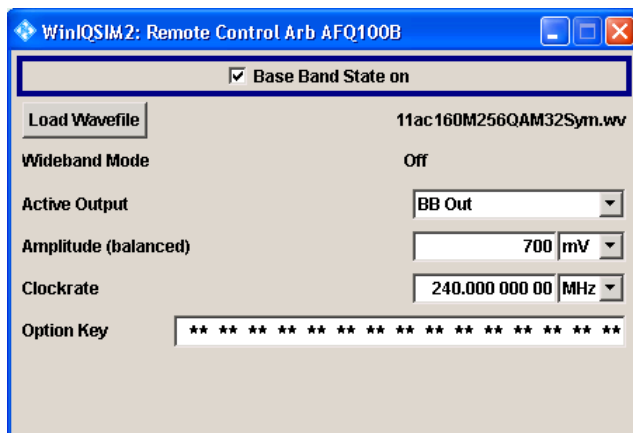 WinIQSIM2: Remote Control Arb AFQ100B
Base Band State on
Load Wavefile 11ac160M256QAM32Sym.wv
Wideband Mode Off
Active Output BB Out
Amplitude (balanced) 700 mV
Clockrate 240.000 000 00 MHz
Option Key ** ** ** ** ** ** ** ** ** ** ** ** ** ** **